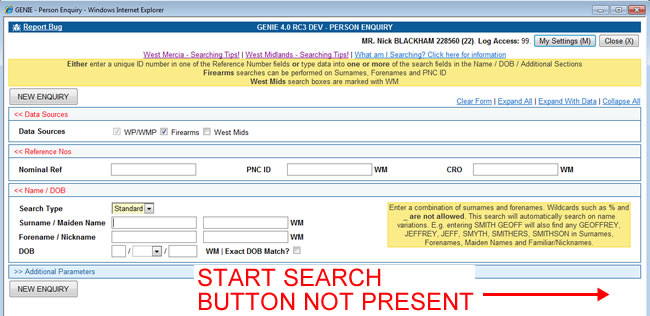 GENIE - Person Enquiry - Windows Internet Explorer
Report Bug GENIE 4.0 RC3 DEV - PERSON ENQUIRY
MR. Nick BLACKHAM 228560 (22). Log Access: 99. My Settings (M) Close (X)
West Mercia - Searching Tips! | West Midlands - Searching Tips! | What am I Searching? Click here for information
Either enter a unique ID number in one of the Reference Number fields or type data into one or more of the search fields in the Name / DOB / Additional Sections
Firearms searches can be performed on Surnames, Forenames and PNC ID
West Mids search boxes are marked with WM
NEW ENQUIRY
Clear Form | Expand All | Expand With Data | Collapse All
<< Data Sources
Data Sources WP/WMP Firearms West Mids
<< Reference Nos
Nominal Ref PNC ID WM CRO WM
<< Name / DOB
Search Type Standard
Surname / Maiden Name WM
Forename / Nickname WM
DOB / / WM | Exact DOB Match?
Enter a combination of surnames and forenames. Wildcards such as % and
_ are not allowed. This search will automatically search on name
variations. E.g. entering SMITH GEOFF will also find any GEOFFREY,
JEFFREY, JEFF, SMYTH, SMITHERS, SMITHSON in Surnames,
Forenames, Maiden Names and Familiar/Nicknames.
>> Additional Parameters
NEW ENQUIRY
START SEARCH
BUTTON NOT PRESENT